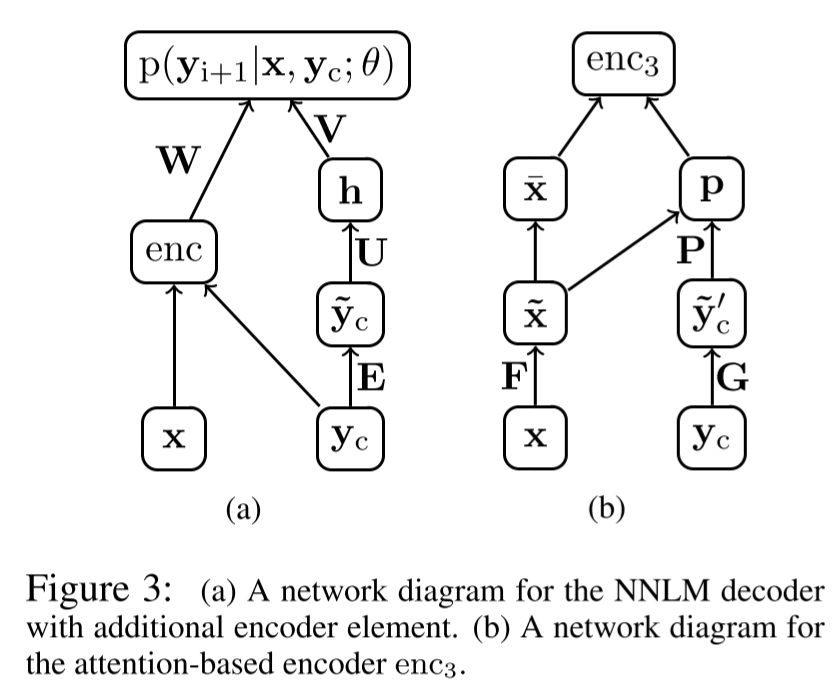 p(y_{i+1}|x, y_c; θ)
enc₃
W
V
h
x̄
p
enc
U
P
ỹ_c
x̃
ỹ′_c
E
F
G
x
y_c
x
y_c
(a)
(b)
Figure 3: (a) A network diagram for the NNLM decoder
with additional encoder element. (b) A network diagram for
the attention-based encoder enc₃.